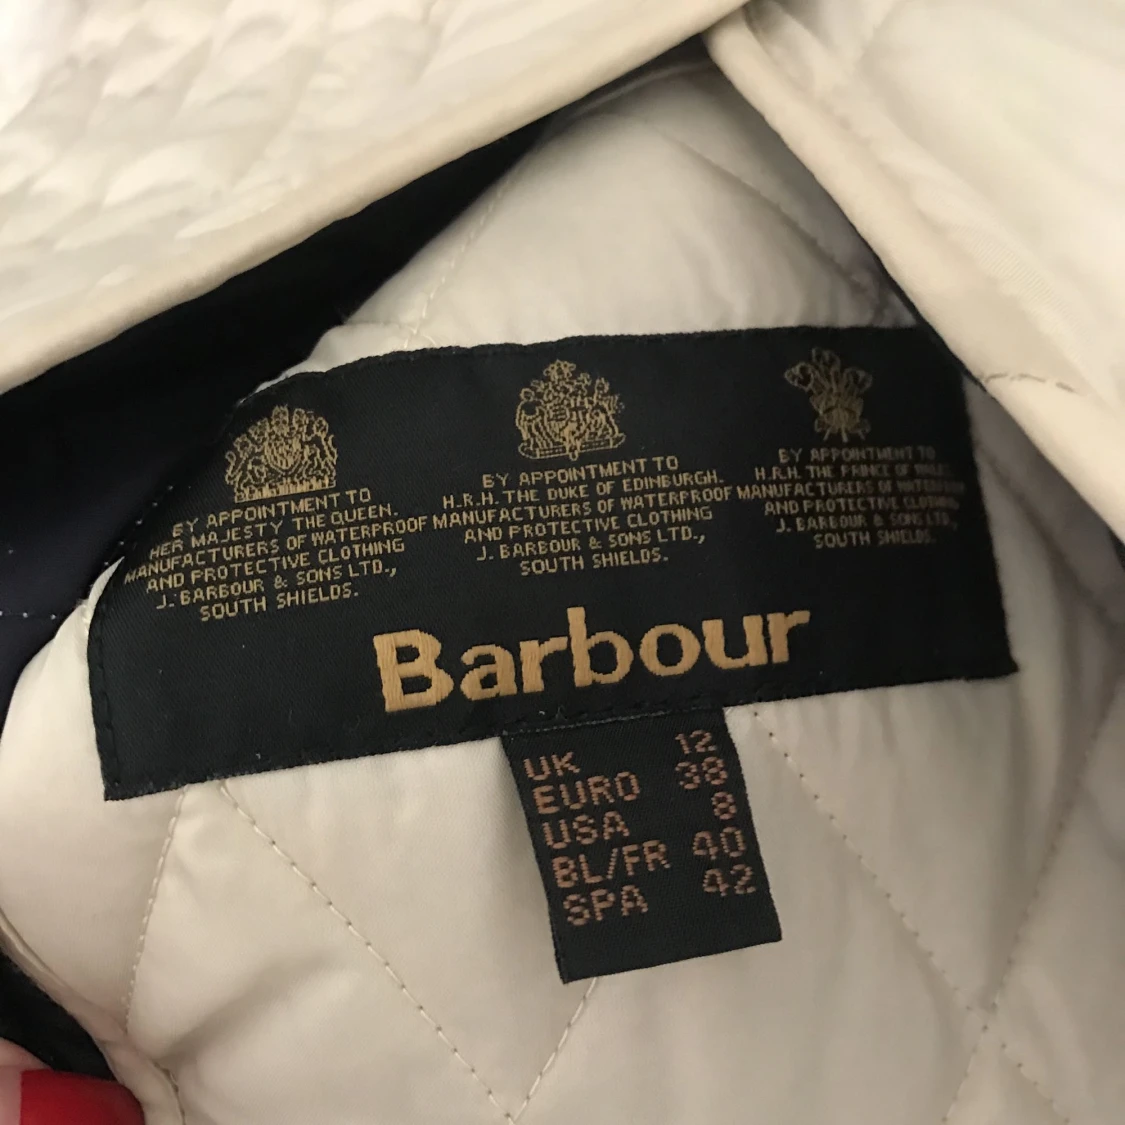 BY APPOINTMENT TO
HER MAJESTY THE QUEEN.
MANUFACTURERS OF WATERPROOF
AND PROTECTIVE CLOTHING
J. BARBOUR & SONS LTD.,
SOUTH SHIELDS.
BY APPOINTMENT TO
H.R.H. THE DUKE OF EDINBURGH.
MANUFACTURERS OF WATERPROOF
AND PROTECTIVE CLOTHING
J. BARBOUR & SONS LTD.,
SOUTH SHIELDS.
BY APPOINTMENT TO
H.R.H. THE PRINCE OF WALES
MANUFACTURERS OF WATERPROOF
AND PROTECTIVE CLOTHING
J. BARBOUR & SONS LTD.,
SOUTH SHIELDS.
Barbour
UK 12
EURO 38
USA 8
BL/FR 40
SPA 42